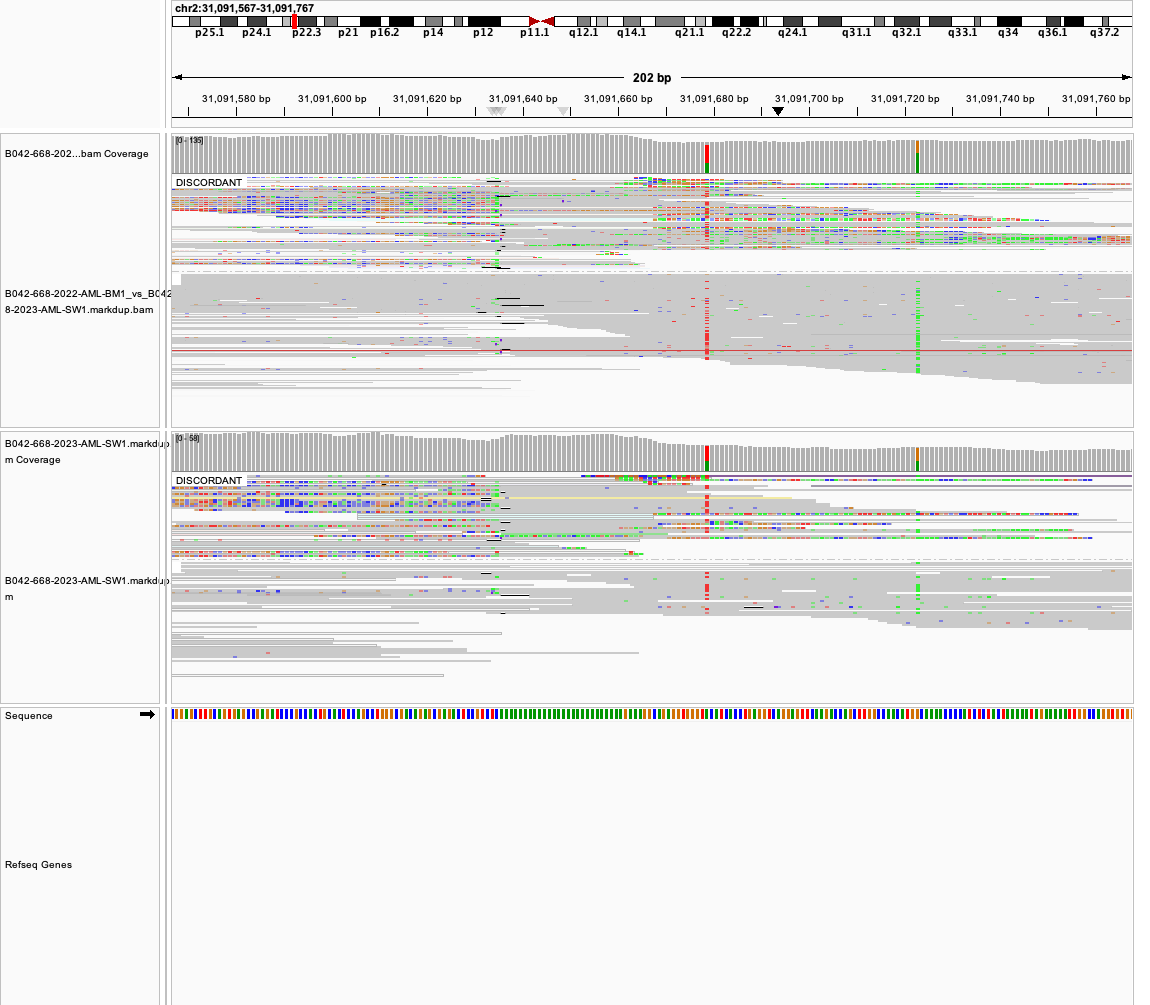 chr2:31,091,567-31,091,767
p25.1 p24.1 p22.3 p21 p16.2 p14 p12 p11.1 q12.1 q14.1 q21.1 q22.2 q24.1 q31.1 q32.1 q33.1 q34 q36.1 q37.2
202 bp
31,091,580 bp 31,091,600 bp 31,091,620 bp 31,091,640 bp 31,091,660 bp 31,091,680 bp 31,091,700 bp 31,091,720 bp 31,091,740 bp 31,091,760 bp
[0 - 135]
B042-668-202...bam Coverage
DISCORDANT
B042-668-2022-AML-BM1_vs_B042
8-2023-AML-SW1.markdup.bam
[0 - 58]
B042-668-2023-AML-SW1.markdup
m Coverage
DISCORDANT
B042-668-2023-AML-SW1.markdup
m
Sequence
Refseq Genes